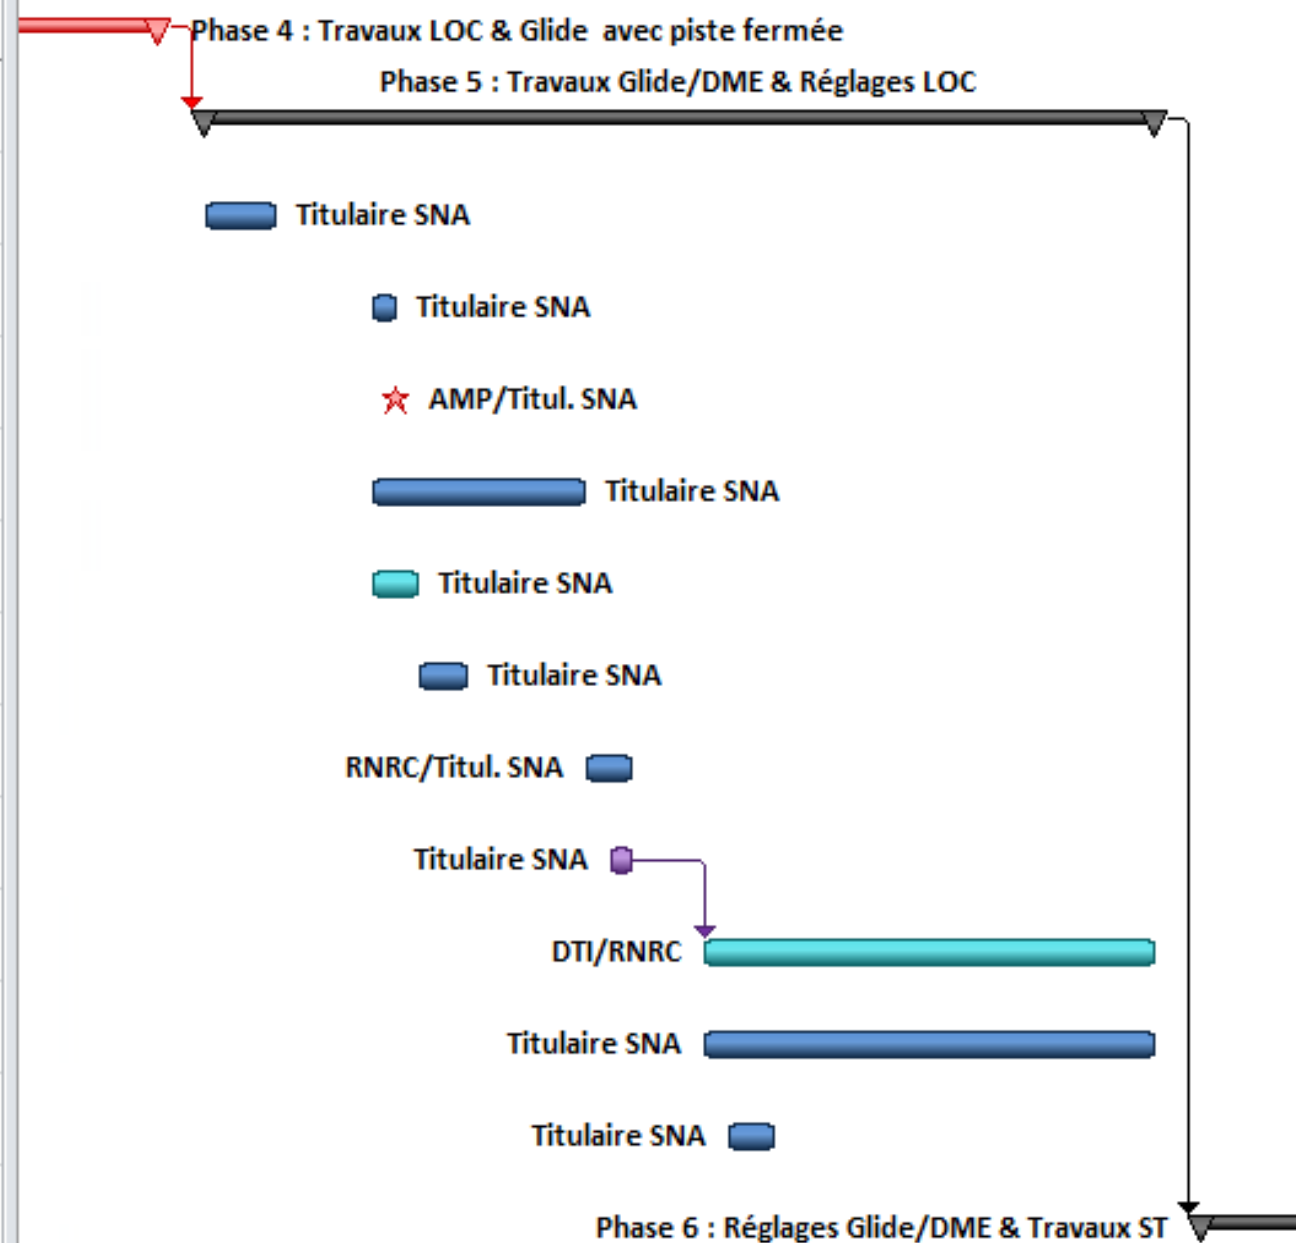 Phase 4 : Travaux LOC & Glide avec piste fermée
Phase 5 : Travaux Glide/DME & Réglages LOC
Titulaire SNA
Titulaire SNA
AMP/Titul. SNA
Titulaire SNA
Titulaire SNA
Titulaire SNA
RNRC/Titul. SNA
Titulaire SNA
DTI/RNRC
Titulaire SNA
Titulaire SNA
Phase 6 : Réglages Glide/DME & Travaux ST